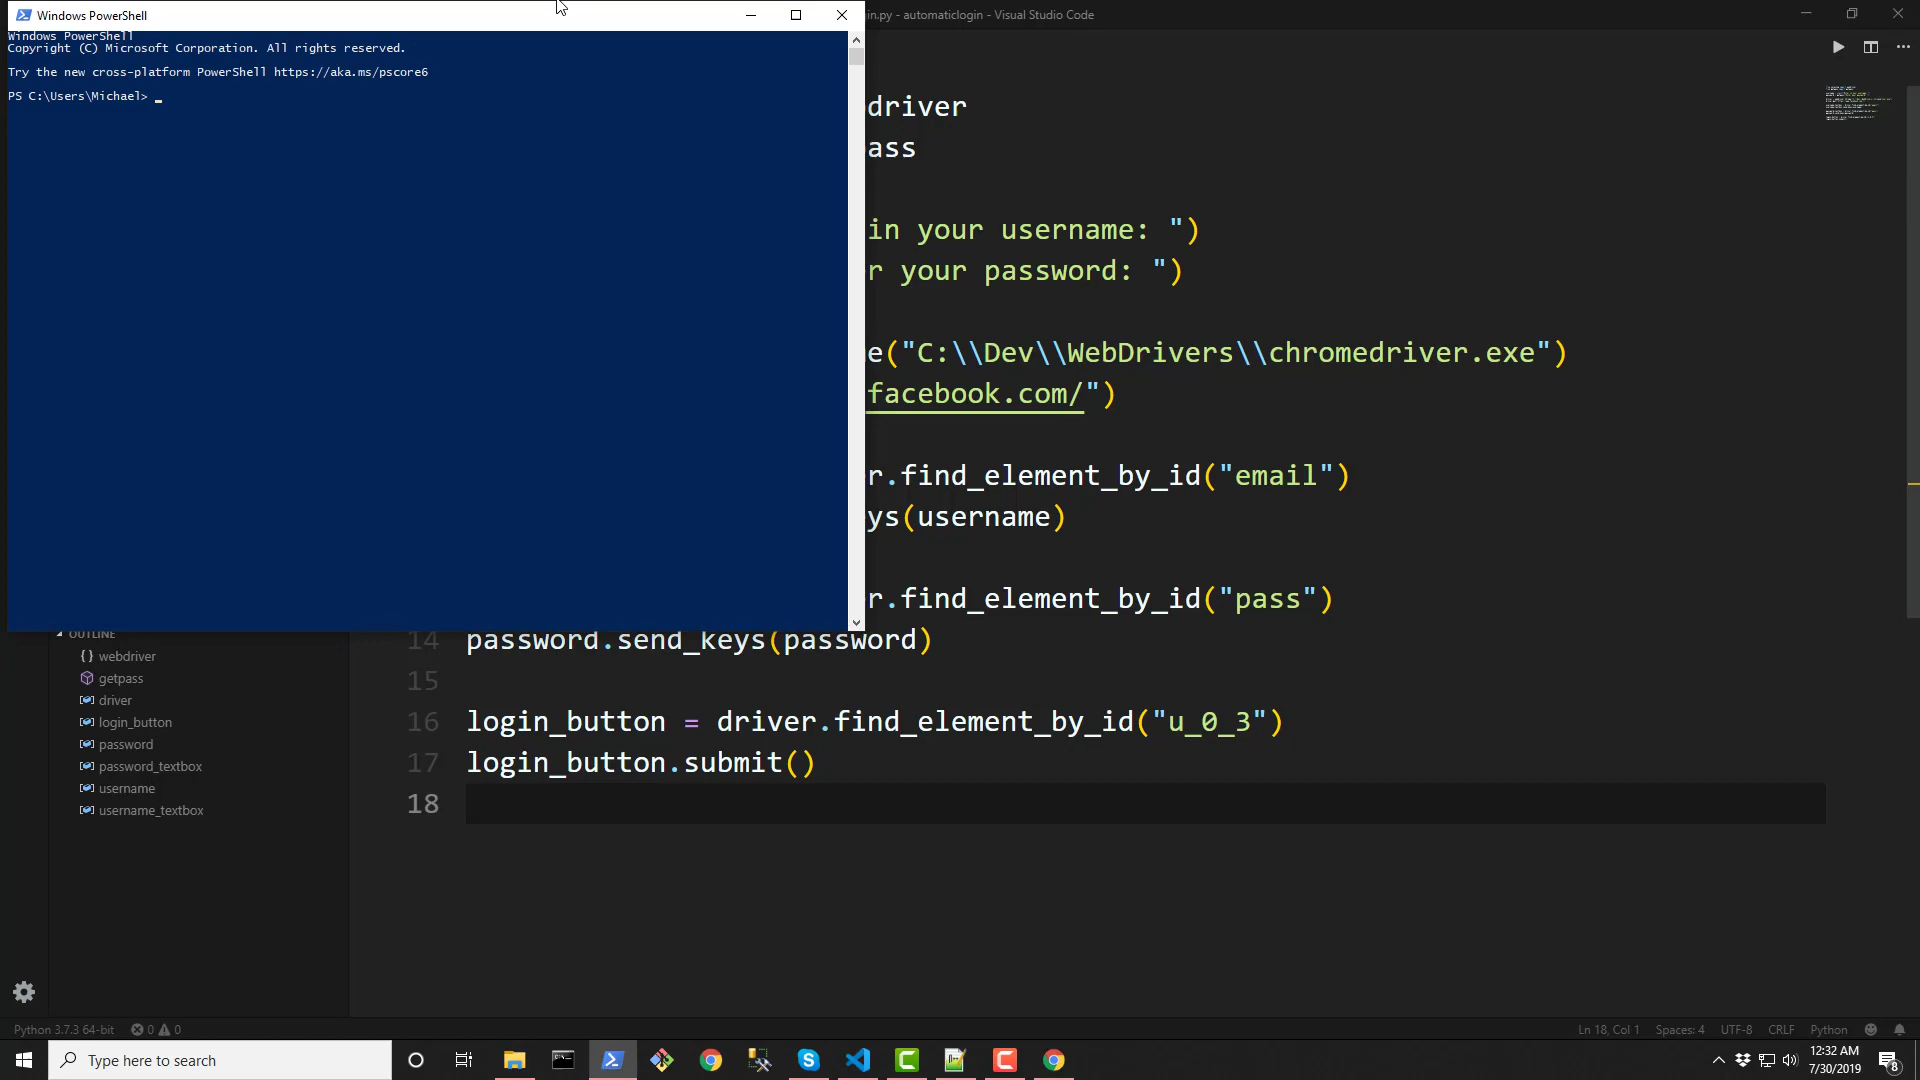 Windows PowerShell
in.py - automaticlogin - Visual Studio Code
Windows PowerShell
Copyright (C) Microsoft Corporation. All rights reserved.
Try the new cross-platform PowerShell https://aka.ms/pscore6
PS C:\Users\Michael> _
driver
ass
in your username: ")
r your password: ")
e("C:\\Dev\\WebDrivers\\chromedriver.exe")
facebook.com/")
r.find_element_by_id("email")
ys(username)
r.find_element_by_id("pass")
14 password.send_keys(password)
15
16 login_button = driver.find_element_by_id("u_0_3")
17 login_button.submit()
18
OUTLINE
{} webdriver
getpass
driver
login_button
password
password_textbox
username
username_textbox
Python 3.7.3 64-bit 0 0
Ln 18, Col 1 Spaces: 4 UTF-8 CRLF Python
Type here to search
12:32 AM
7/30/2019
8